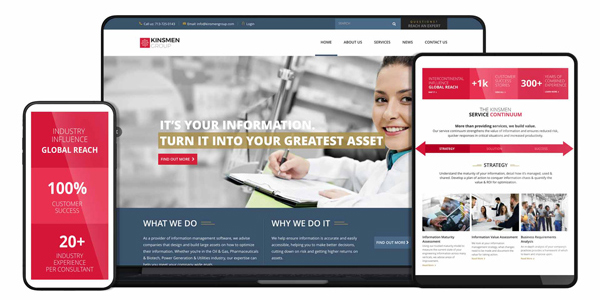 Call us: 713-703-3143
Email: info@kinsmengroup.com
Login
SEARCH
QUESTIONS?
REACH AN EXPERT
KINSMEN
GROUP
HOME
ABOUT US
SERVICES
NEWS
CONTACT US
IT'S YOUR INFORMATION.
TURN IT INTO YOUR GREATEST ASSET
FIND OUT MORE
WHAT WE DO
As a provider of information management software, we advise
companies that design and build large assets on how to optimize
their information. Whether you're in the Oil & Gas, Pharmaceuticals
& Biotech, Power Generation & Utilities industry, our expertise can
help you meet your company-wide goals.
WHY WE DO IT
We help ensure information is accurate and easily
accessible, helping you to make better decisions,
cutting down on risk and getting higher returns on
assets.
FIND OUT MORE
INDUSTRY
INFLUENCE
GLOBAL REACH
100%
CUSTOMER
SUCCESS
20+
INDUSTRY
EXPERIENCE
PER CONSULTANT
INTERCONTINENTAL
INFLUENCE
GLOBAL REACH
+1k
CUSTOMER
SUCCESS
STORIES
300+
YEARS OF
COMBINED
EXPERIENCE
THE KINSMEN
SERVICE CONTINUUM
More than providing services, we build value.
Our service continuum strengthens the value of information and ensures reduced risk,
quicker responses in critical situations and increased productivity.
STRATEGY
STRATEGY
Understand the maturity of your information, about how it's managed, used &
shared. Develop a plan of action to conquer information chaos & quantify the
value & ROI for optimization.
Information Maturity
Assessment
Information Value Assessment
Business Requirements
Analysis